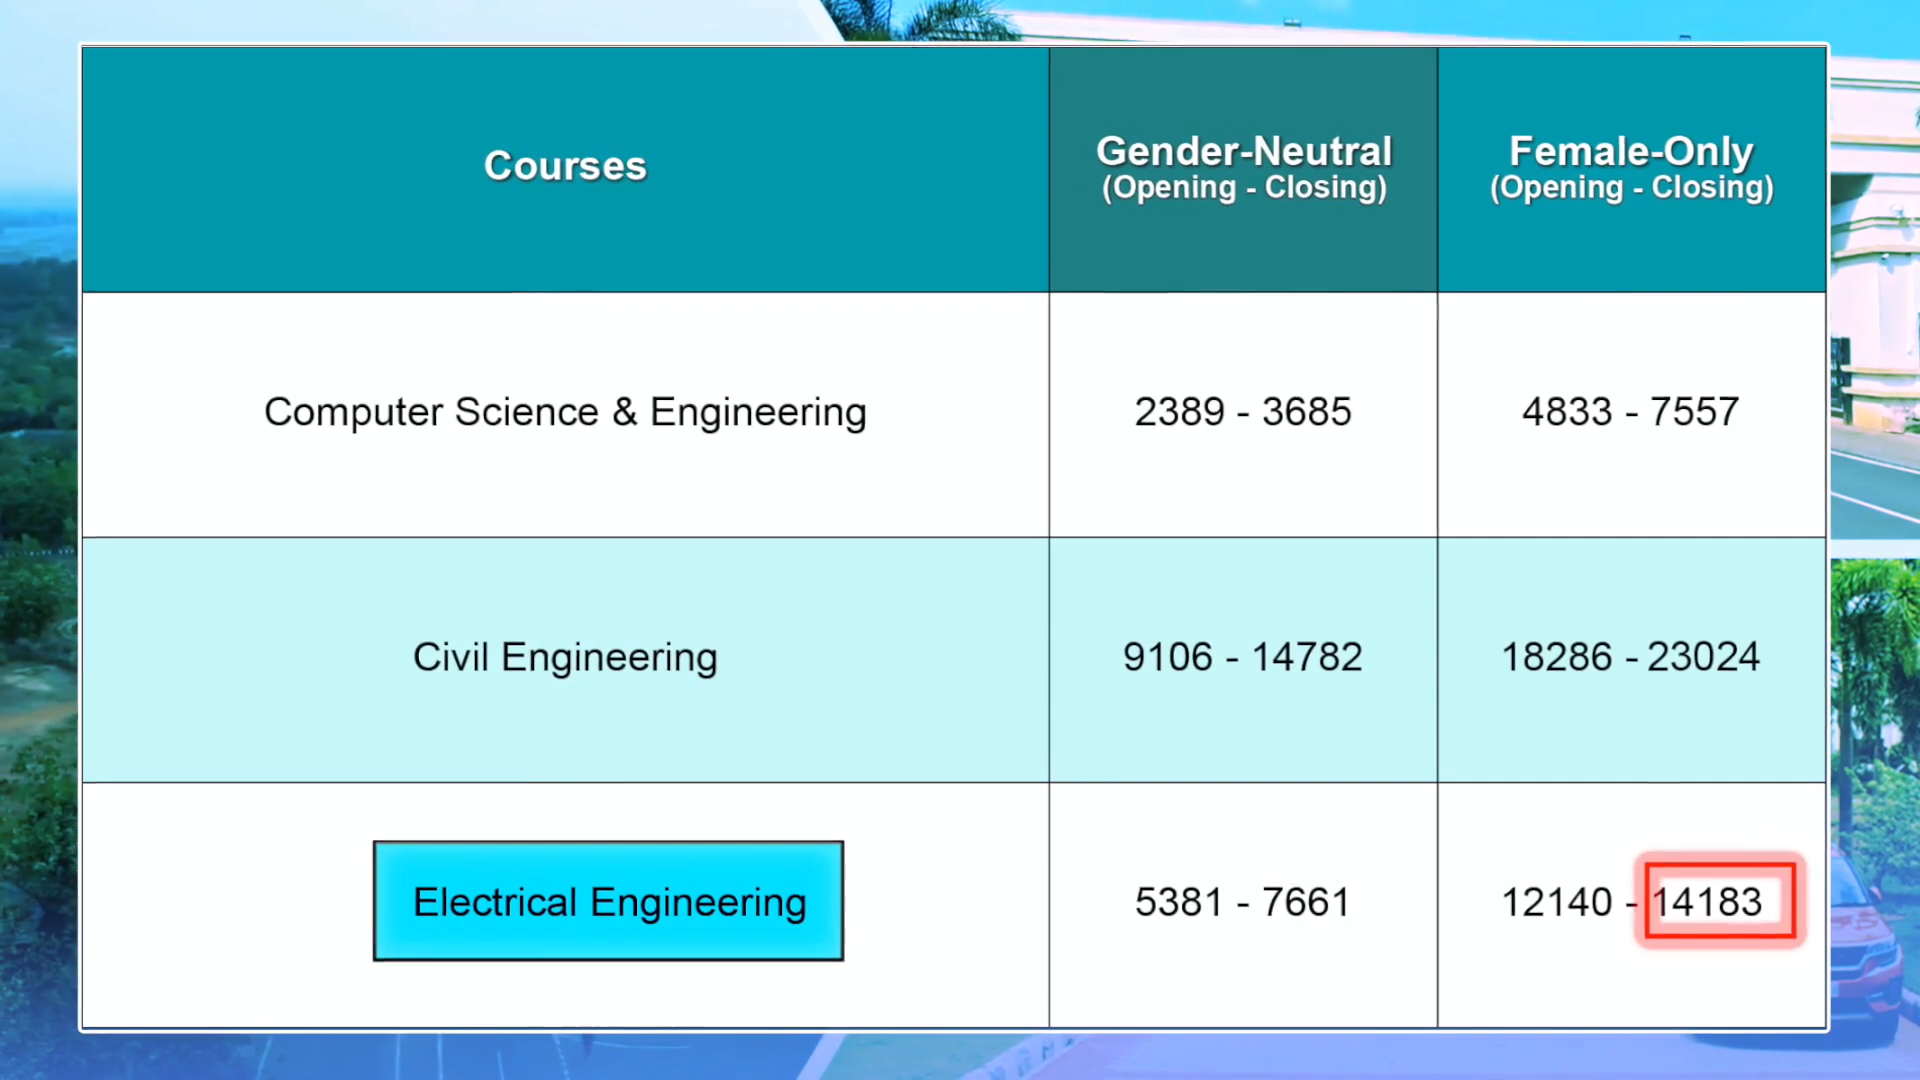 Courses
Gender-Neutral
(Opening - Closing)
Female-Only
(Opening - Closing)
Computer Science & Engineering
2389 - 3685
4833 - 7557
Civil Engineering
9106 - 14782
18286 - 23024
Electrical Engineering
5381 - 7661
12140 - 14183